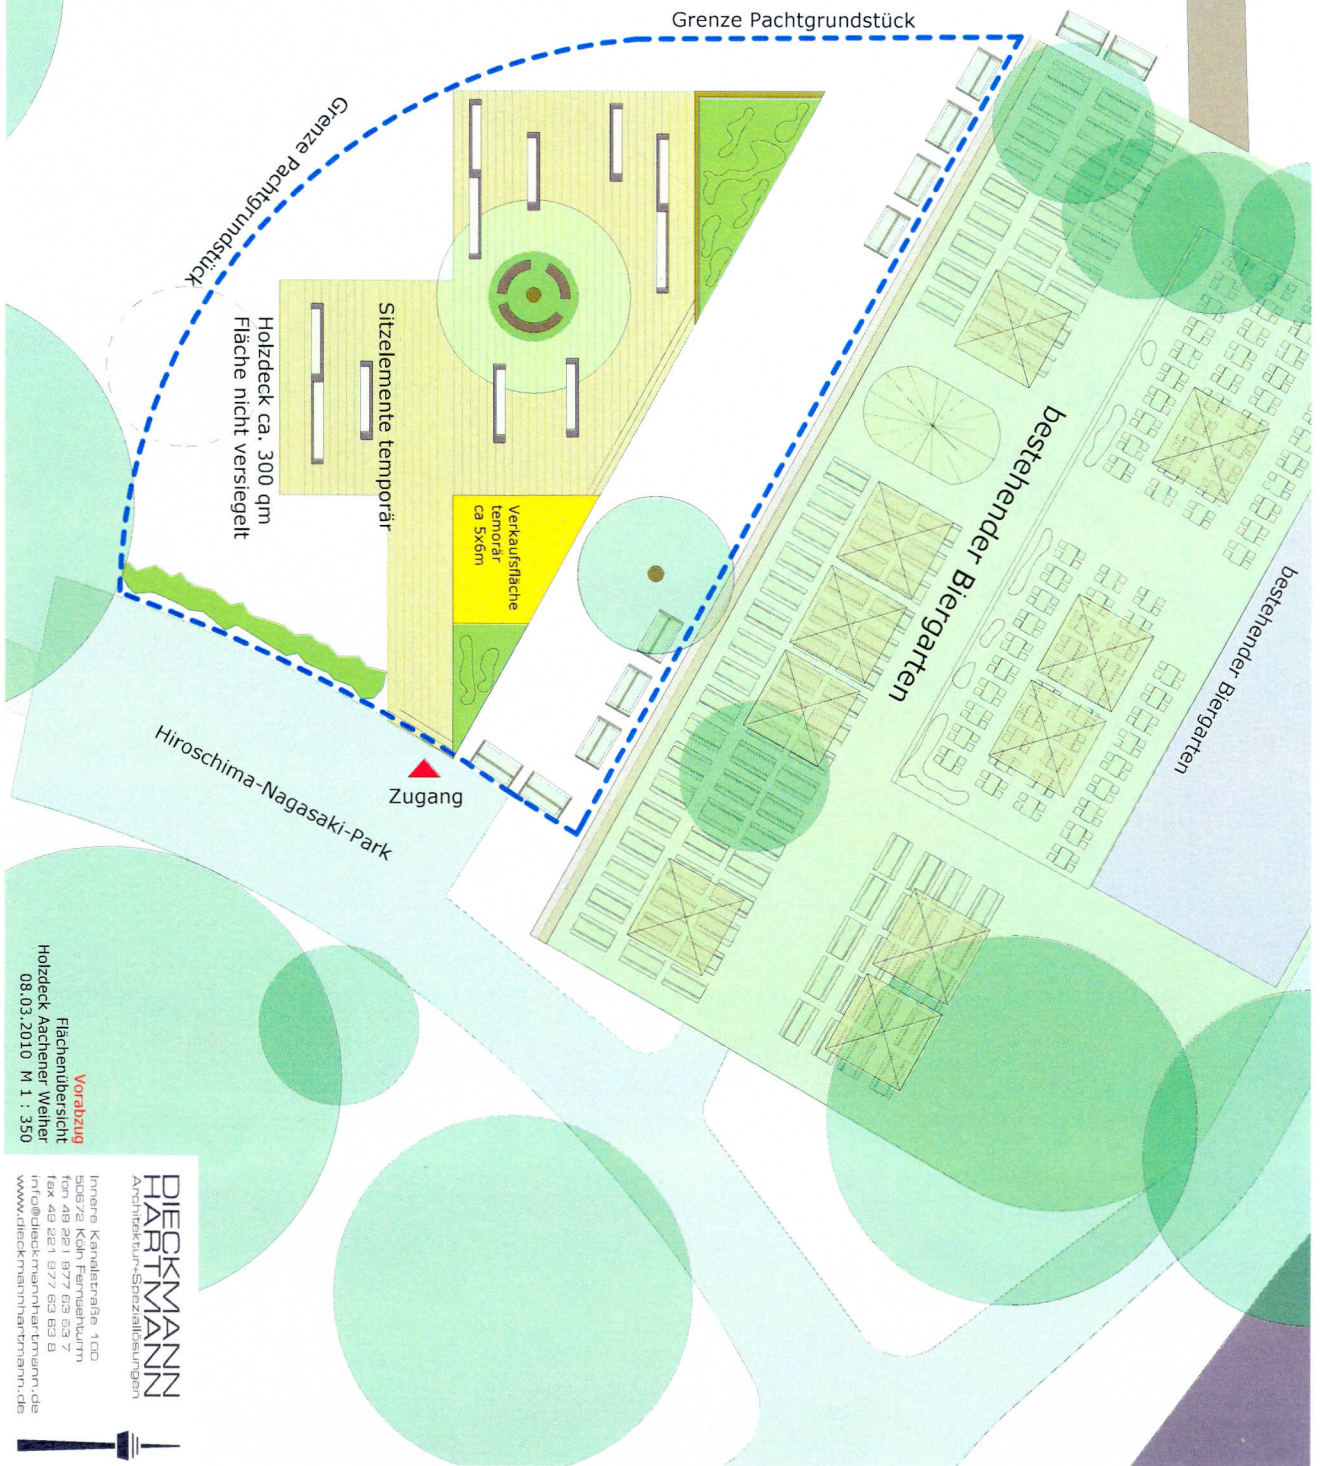 Grenze Pachtgrundstück
Grenze Pachtgrundstück
Sitzelemente temporär
Holzdeck ca. 300 qm
Fläche nicht versiegelt
Verkaufsfläche
temorär
ca 5x6m
bestehender Biergarten
bestehender Biergarten
Hiroschima-Nagasaki-Park
Zugang
Vorabzug
Flächenübersicht
Holzdeck Aachener Weiher
08.03.2010 M 1 : 350
DIECKMANN
HARTMANN
Architektur+Speziallösungen
Innere Kanalstraße 100
50672 Köln Fernsehturm
fon 49 221 977 63 63 7
fax 49 221 977 63 63 8
info@dieckmannhartmann.de
www.dieckmannhartmann.de